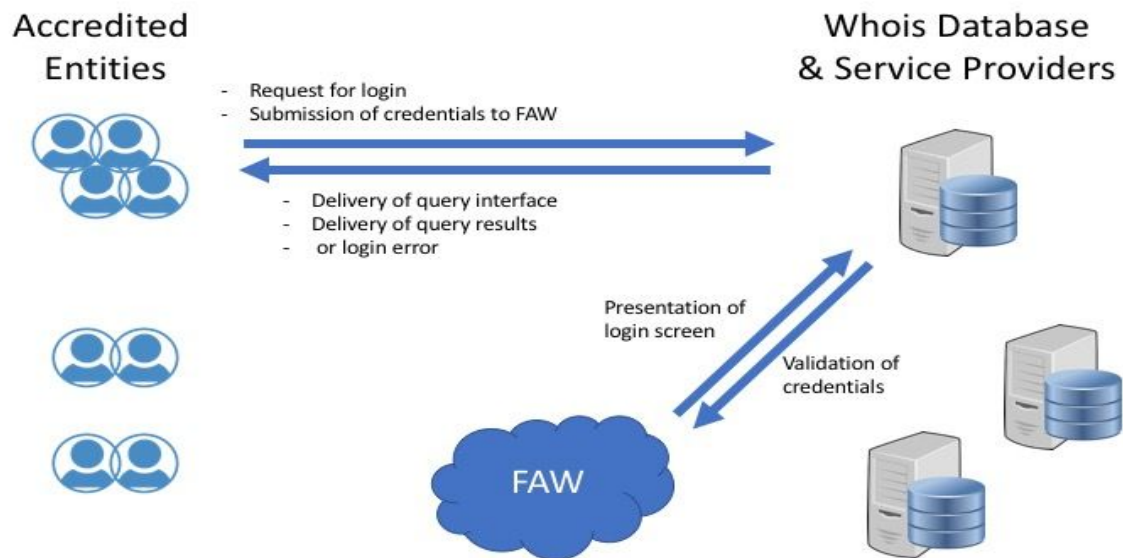 Accredited
Entities
Whois Database
& Service Providers
- Request for login
- Submission of credentials to FAW
- Delivery of query interface
- Delivery of query results
- or login error
Presentation of
login screen
Validation of
credentials
FAW